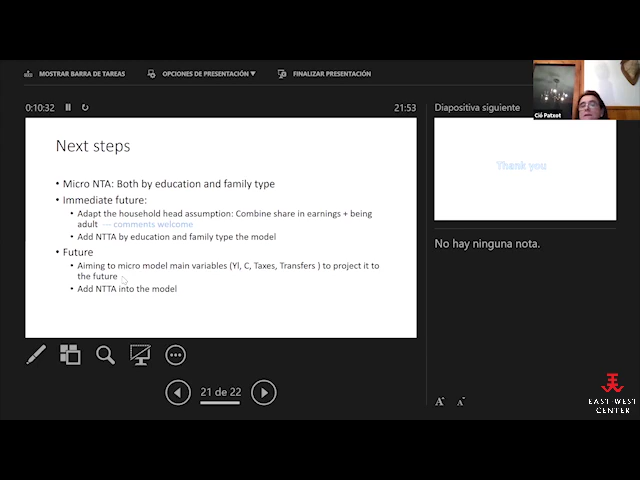 MOSTRAR BARRA DE TAREAS
OPCIONES DE PRESENTACIÓN ▼
FINALIZAR PRESENTACIÓN
Ció Patxot
0:10:32
21:53
Diapositiva siguiente
Next steps
• Micro NTA: Both by education and family type
• Immediate future:
• Adapt the household head assumption: Combine share in earnings + being
adult --- comments welcome
• Add NTTA by education and family type the model
• Future
• Aiming to micro model main variables (Yl, C, Taxes, Transfers ) to project it to
the future
• Add NTTA into the model
Thank you
No hay ninguna nota.
21 de 22
A A
EAST-WEST
CENTER